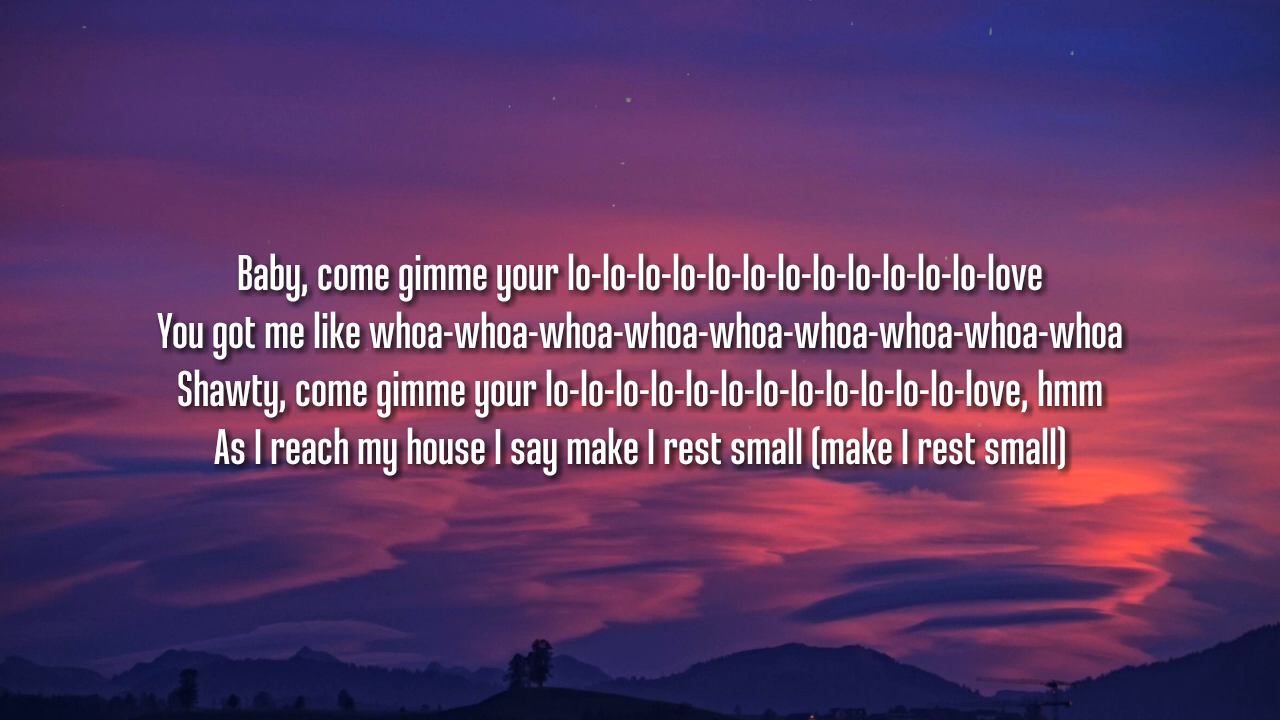 Baby, come gimme your lo-lo-lo-lo-lo-lo-lo-lo-lo-lo-lo-lo-love
You got me like whoa-whoa-whoa-whoa-whoa-whoa-whoa-whoa-whoa
Shawty, come gimme your lo-lo-lo-lo-lo-lo-lo-lo-lo-lo-lo-lo-love, hmm
As I reach my house I say make I rest small (make I rest small)